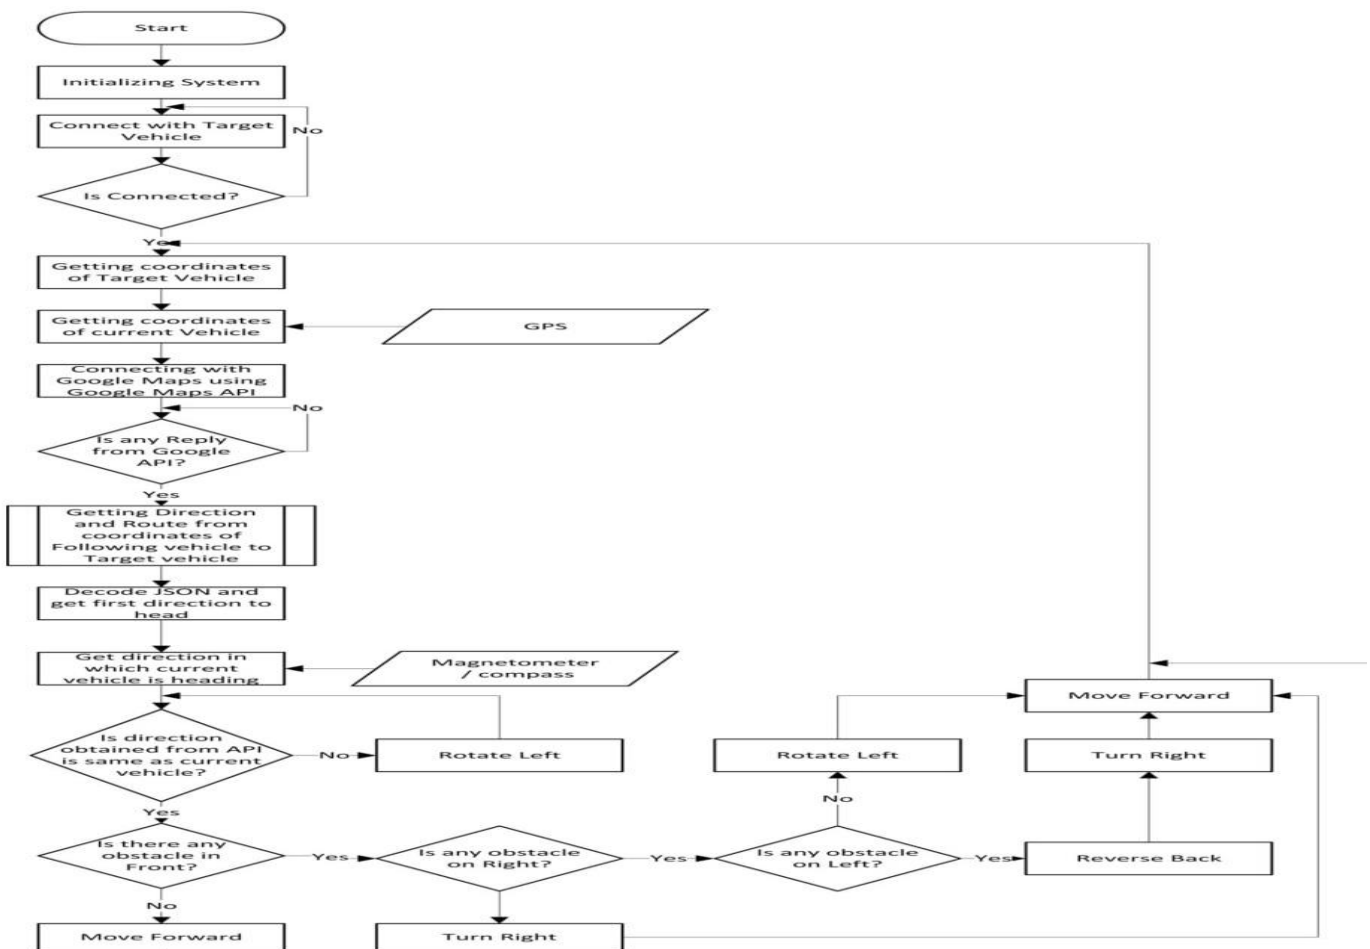 Start
Initializing System
Connect with Target
Vehicle
No
Is Connected?
Yes
Getting coordinates
of Target Vehicle
Getting coordinates
of current Vehicle
GPS
Connecting with
Google Maps using
Google Maps API
No
Is any Reply
from Google
API?
Yes
Getting Direction
and Route from
coordinates of
Following vehicle to
Target vehicle
Decode JSON and
get first direction to
head
Get direction in
which current
vehicle is heading
Magnetometer
/ compass
Is direction
obtained from API
is same as current
vehicle?
No
Rotate Left
Rotate Left
Move Forward
Turn Right
Yes
No
Is there any
obstacle in
Front?
Yes
Is any obstacle
on Right?
Yes
Is any obstacle
on Left?
Yes
Reverse Back
No
Move Forward
Turn Right